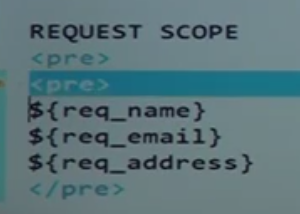 REQUEST SCOPE
<pre>
<pre>
${req_name}
${req_email}
${req_address}
</pre>